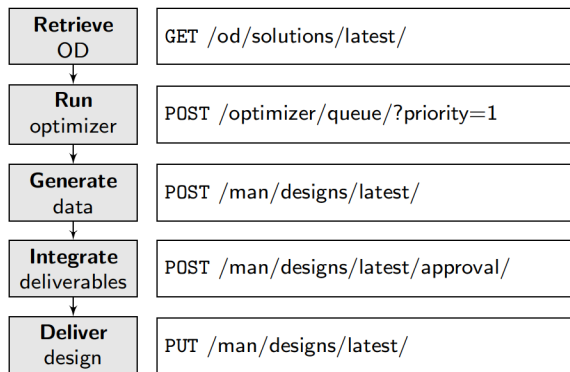 Retrieve
OD
GET /od/solutions/latest/
Run
optimizer
POST /optimizer/queue/?priority=1
Generate
data
POST /man/designs/latest/
Integrate
deliverables
POST /man/designs/latest/approval/
Deliver
design
PUT /man/designs/latest/